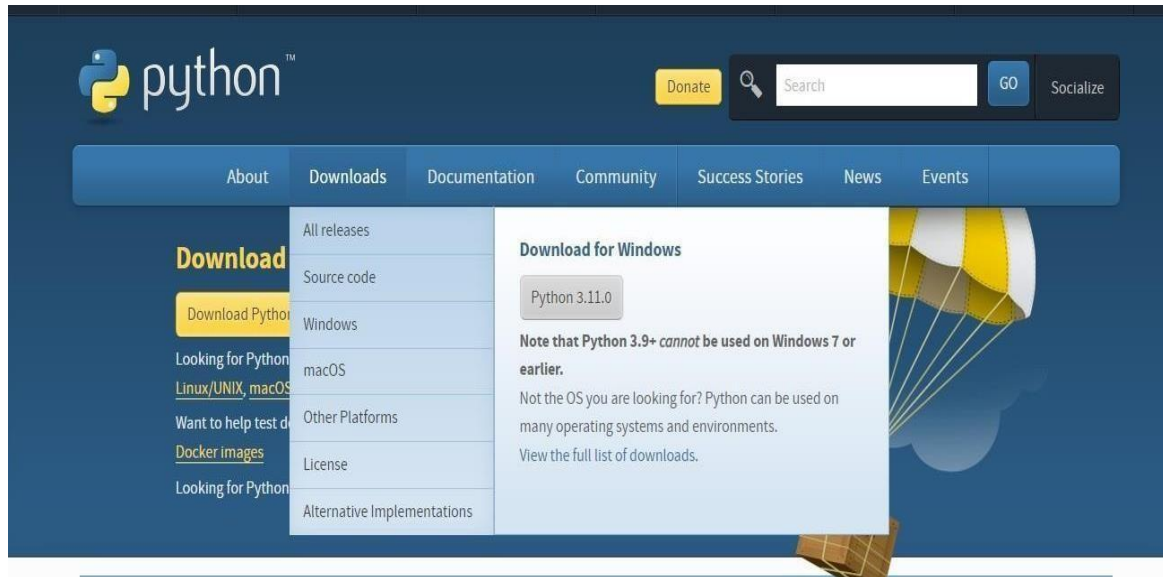 python™
Donate
Search
GO
Socialize
About
Downloads
Documentation
Community
Success Stories
News
Events
Download
Download Pytho
Looking for Python
Linux/UNIX, macOS
Want to help test d
Docker images
Looking for Python
All releases
Source code
Windows
macOS
Other Platforms
License
Alternative Implementations
Download for Windows
Python 3.11.0
Note that Python 3.9+ cannot be used on Windows 7 or
earlier.
Not the OS you are looking for? Python can be used on
many operating systems and environments.
View the full list of downloads.